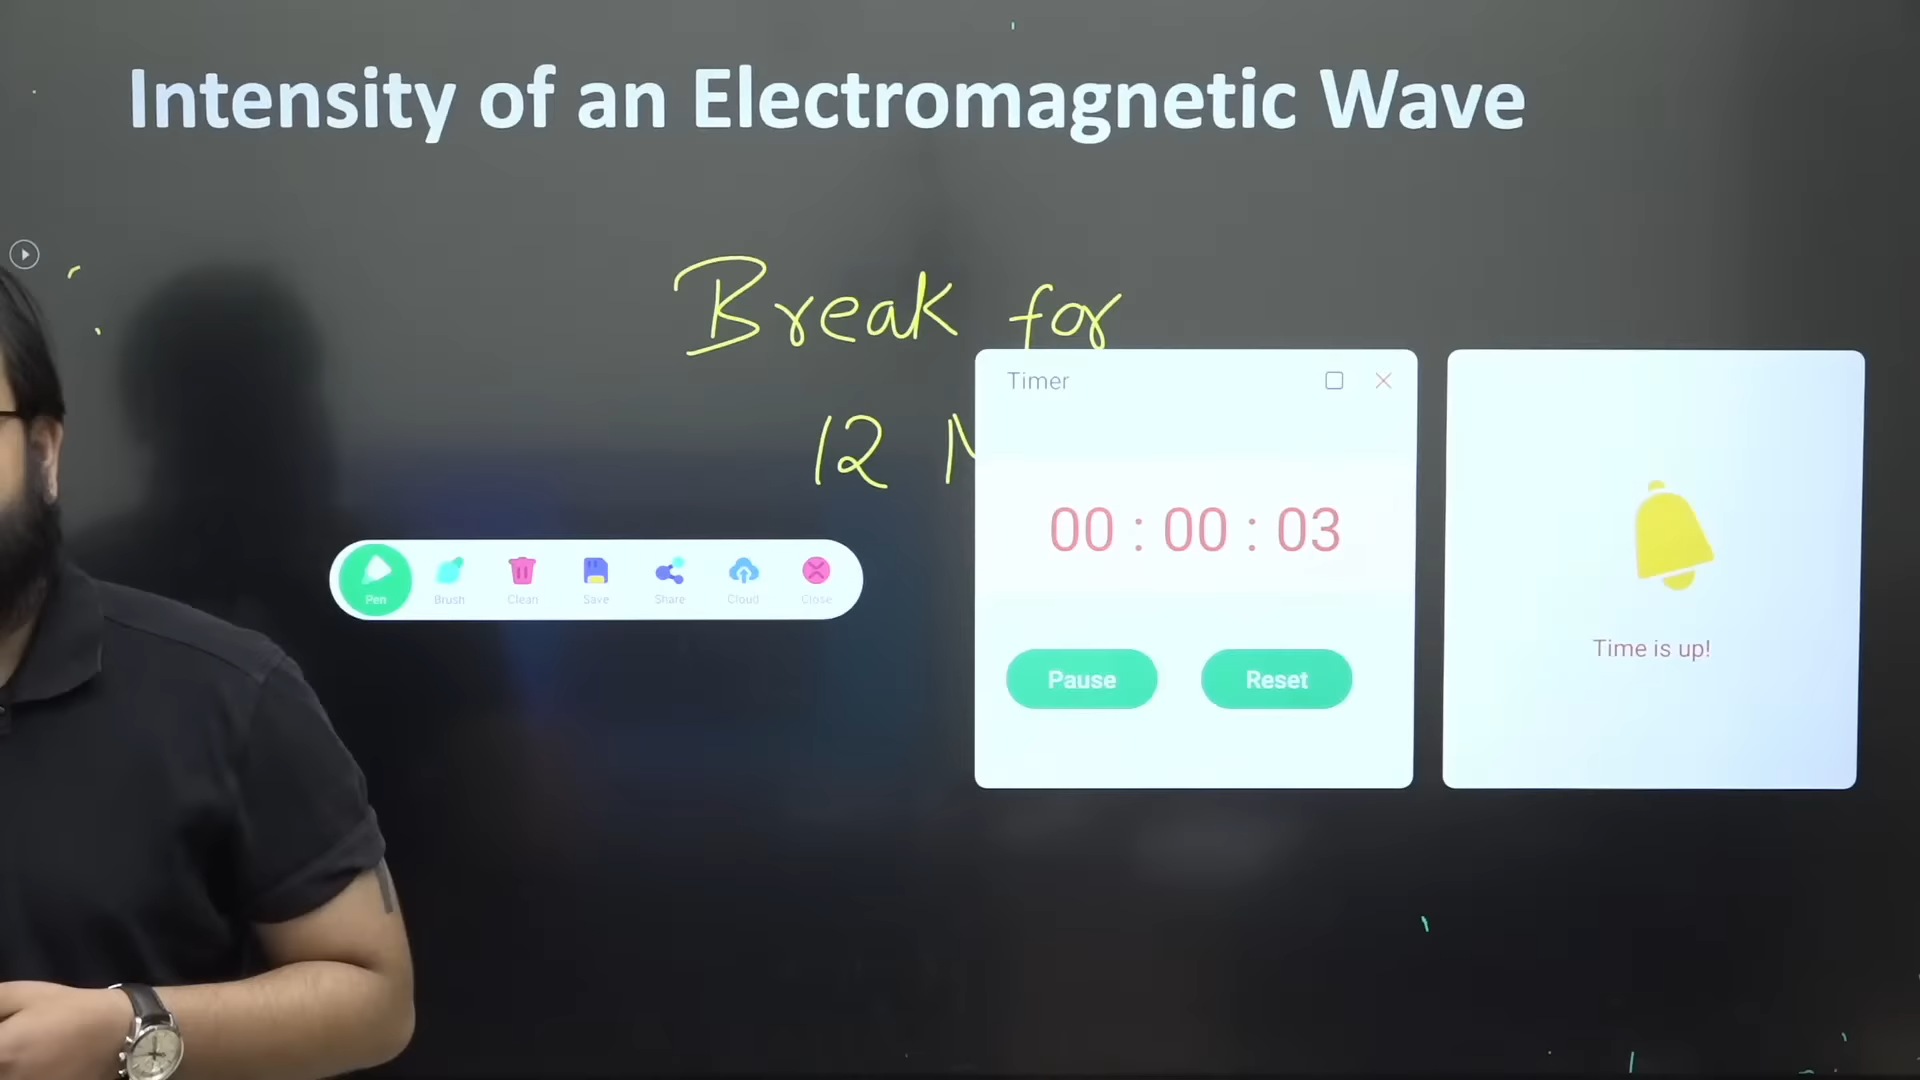 Intensity of an Electromagnetic Wave
Break for
12
Timer
00 : 00 : 03
Pause
Reset
Time is up!
Pen
Brush
Clean
Save
Share
Cloud
Close